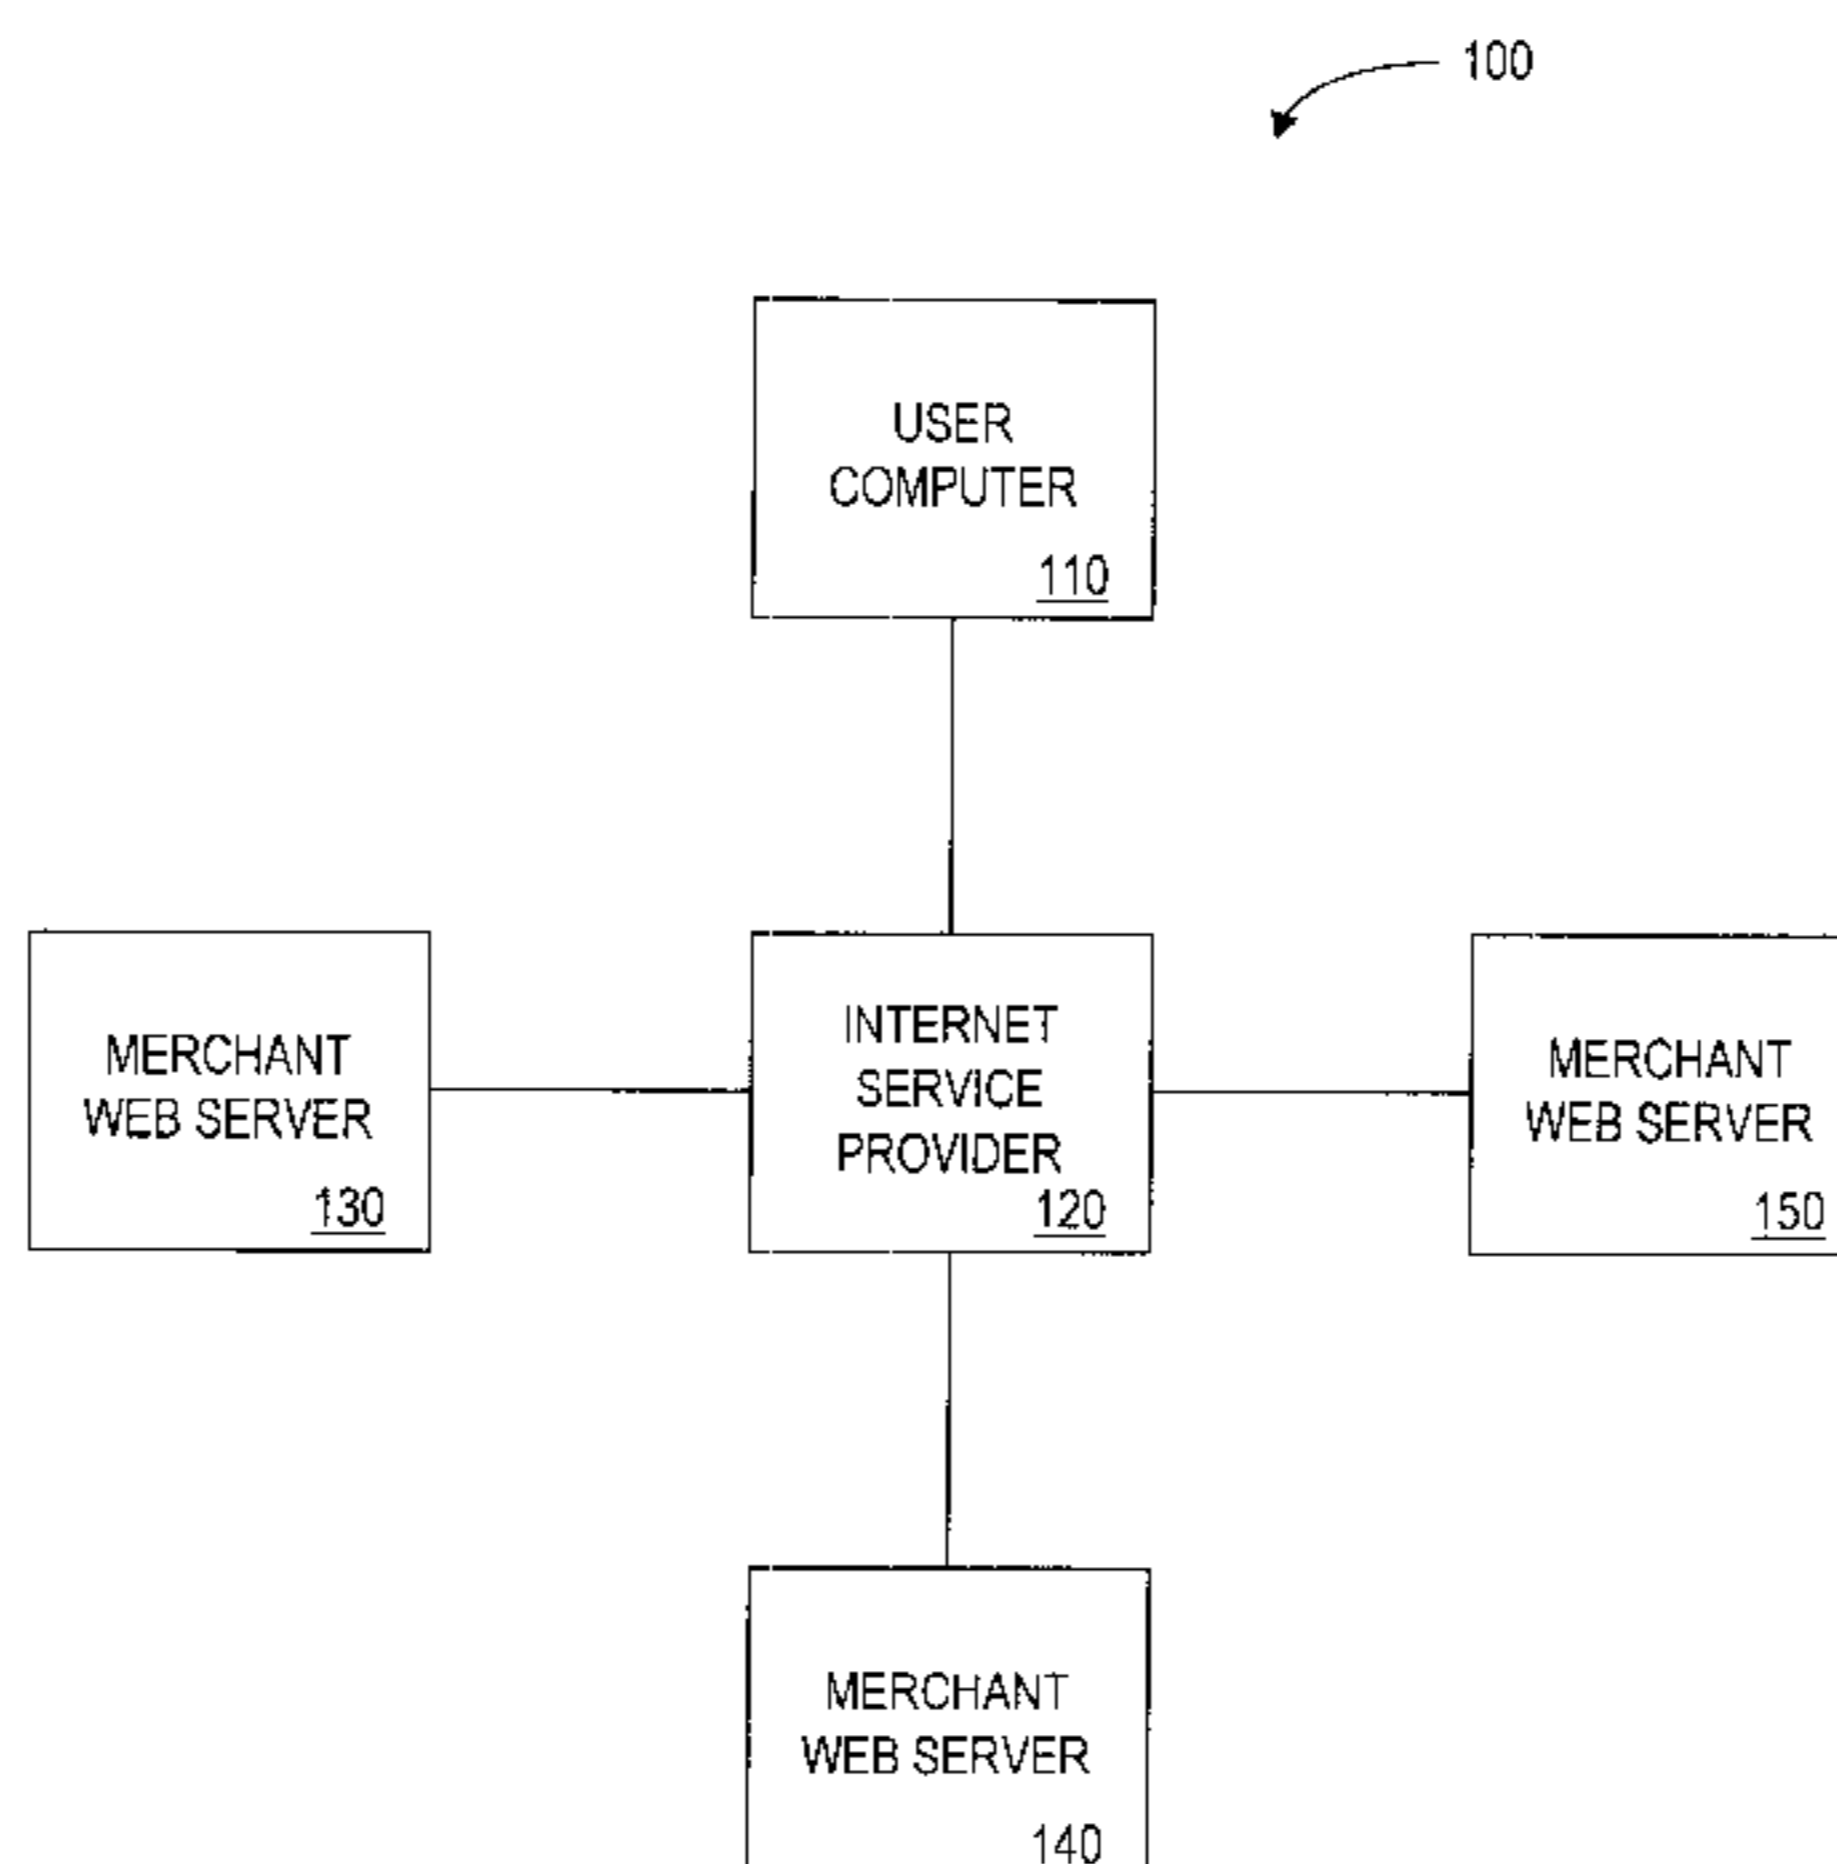 100
USER
COMPUTER
110
MERCHANT
WEB SERVER
130
INTERNET
SERVICE
PROVIDER
120
MERCHANT
WEB SERVER
150
MERCHANT
WEB SERVER
140